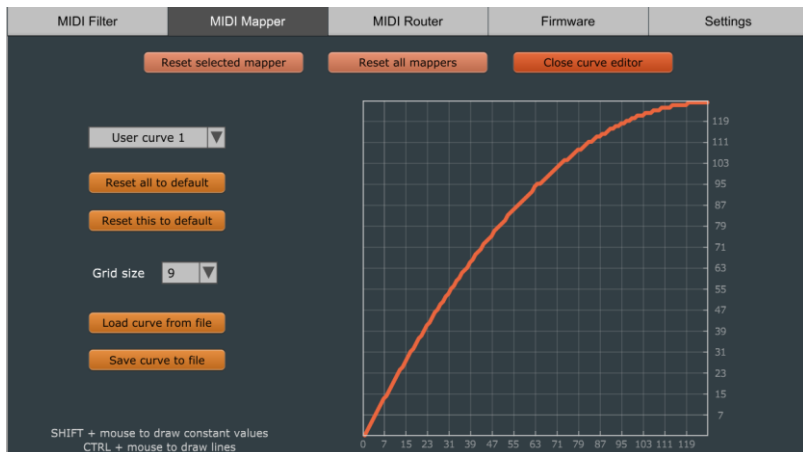 MIDI Filter MIDI Mapper MIDI Router Firmware Settings
Reset selected mapper Reset all mappers Close curve editor
User curve 1
Reset all to default
Reset this to default
Grid size 9
Load curve from file
Save curve to file
SHIFT + mouse to draw constant values
CTRL + mouse to draw lines
119
111
103
95
87
79
71
63
55
47
39
31
23
15
7
0 7 15 23 31 39 47 55 63 71 79 87 95 103 111 119